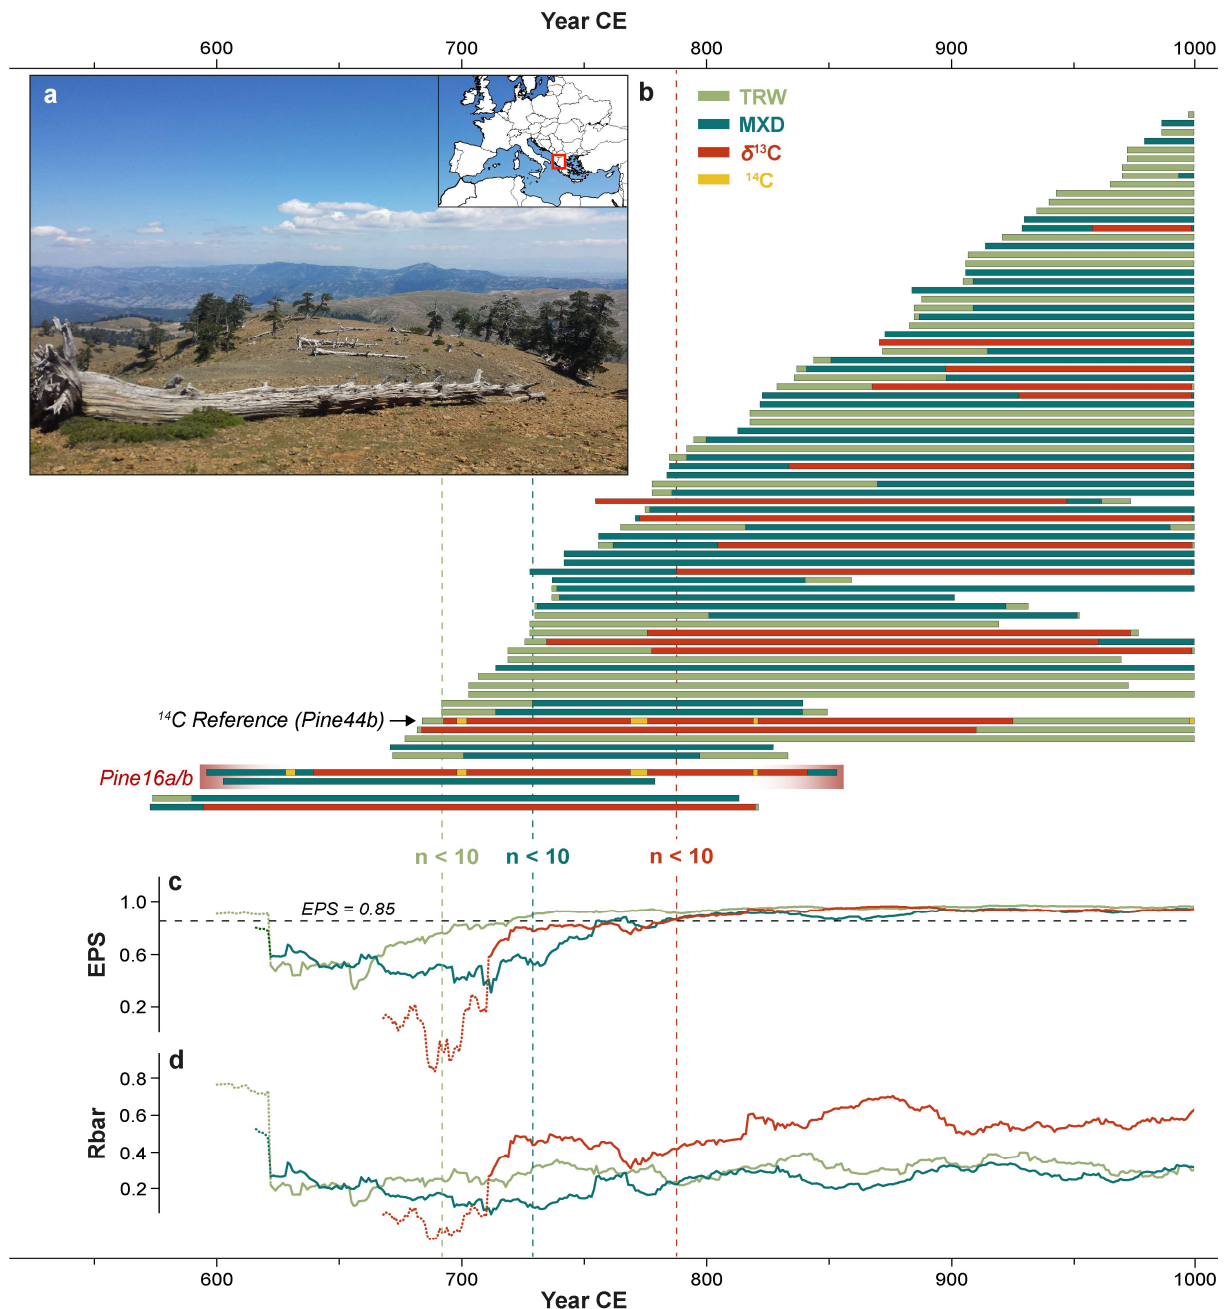 Year CE
600 700 800 900 1000
a
b
TRW
MXD
δ¹³C
¹⁴C
¹⁴C Reference (Pine44b)
Pine16a/b
n < 10 n < 10 n < 10
c
EPS = 0.85
1.0
0.6
0.2
EPS
d
0.8
0.6
0.4
0.2
Rbar
600 700 800 900 1000
Year CE